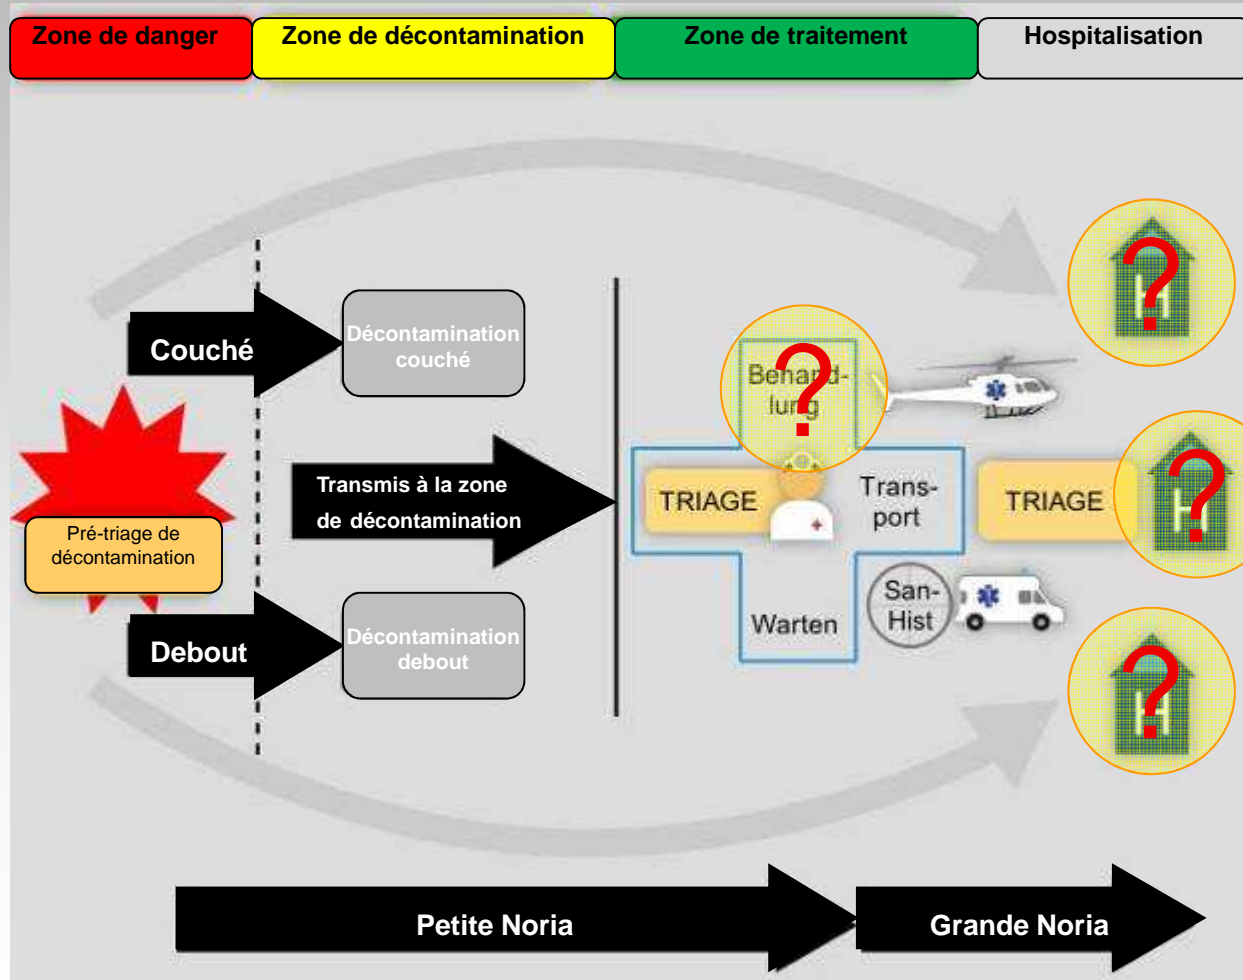 Zone de danger
Zone de décontamination
Zone de traitement
Hospitalisation
?
H
Couché
Décontamination
couché
?
Behand-
lung
Transmis à la zone
de décontamination
TRIAGE
Trans-
port
TRIAGE
?
H
Pré-triage de
décontamination
Debout
Décontamination
debout
Warten
San-
Hist
?
H
Petite Noria
Grande Noria